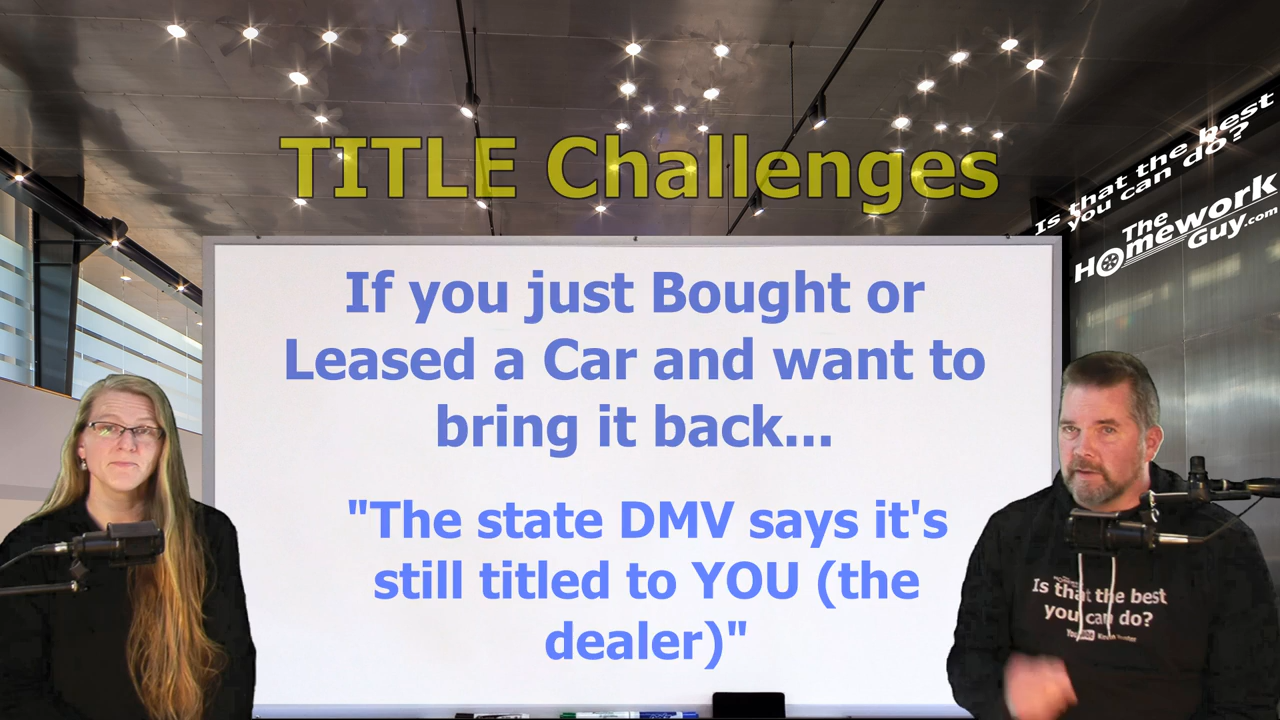 TITLE Challenges
Is that the best
you can do?
The
Homework
Guy.com
If you just Bought or
Leased a Car and want to
bring it back...
"The state DMV says it's
still titled to YOU (the
dealer)"
Is that the best
you can do?